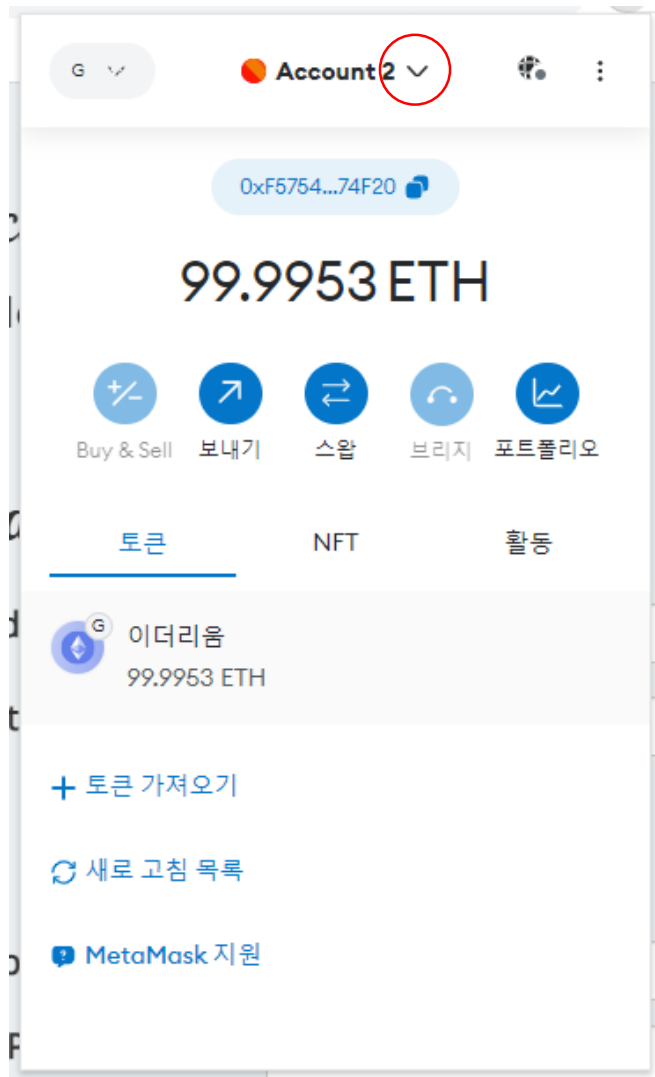 G
Account 2
0xF5754...74F20
99.9953 ETH
Buy & Sell
보내기
스왑
브리지
포트폴리오
토큰
NFT
활동
G
이더리움
99.9953 ETH
토큰 가져오기
새로 고침 목록
MetaMask 지원